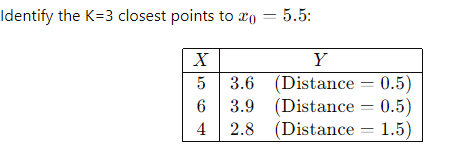 Identify the K=3 closest points to x₀ = 5.5:
X Y
5 3.6 (Distance = 0.5)
6 3.9 (Distance = 0.5)
4 2.8 (Distance = 1.5)